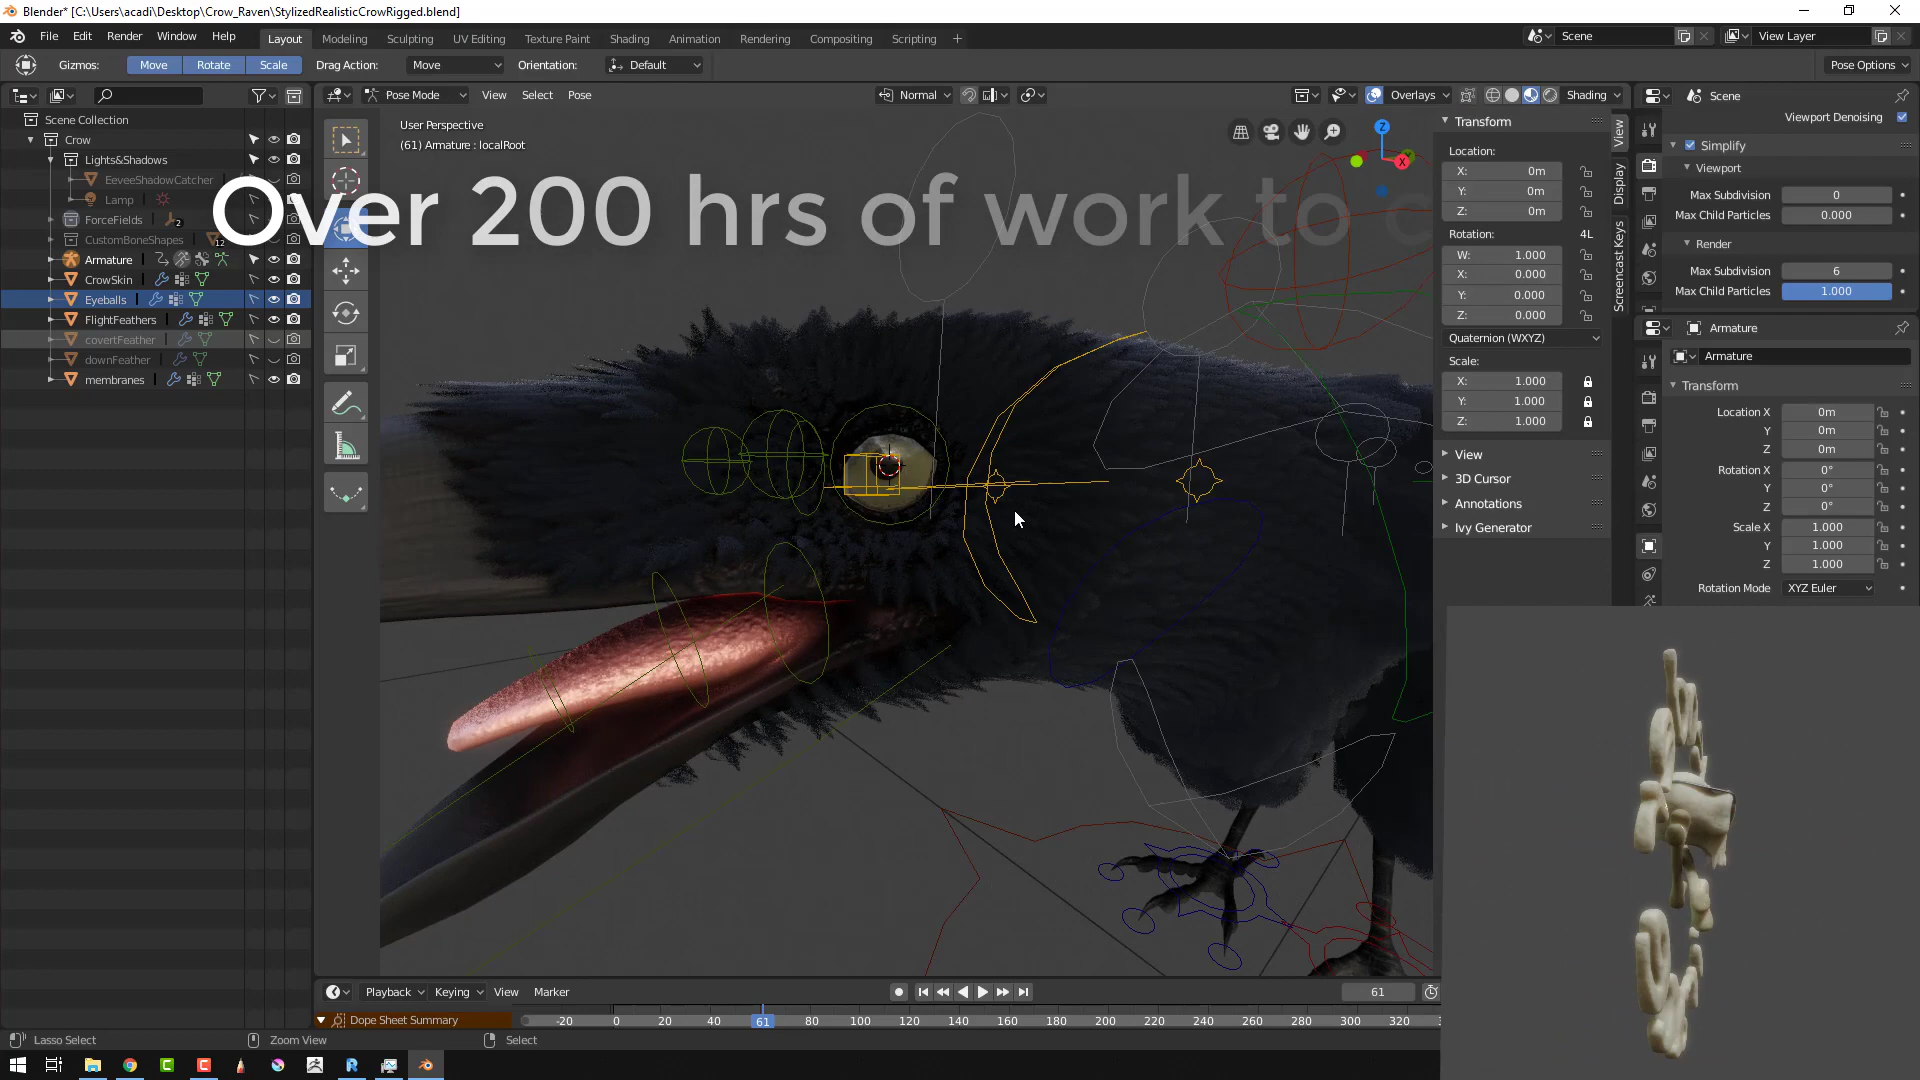 Blender* [C:\Users\acadi\Desktop\Crow_Raven\StylizedRealisticCrowRigged.blend]
File Edit Render Window Help
Layout Modeling Sculpting UV Editing Texture Paint Shading Animation Rendering Compositing Scripting
Scene
View Layer
Gizmos: Move Rotate Scale Drag Action: Move Orientation: Default
Pose Options
Pose Mode View Select Pose
Normal
Overlays
Shading
Scene
Scene Collection
Crow
Lights&Shadows
EeveeShadowCatcher
Lamp
ForceFields 2
CustomBoneShapes 12
Armature
CrowSkin
Eyeballs
FlightFeathers
covertFeather
downFeather
membranes
User Perspective
(61) Armature : localRoot
Over 200 hrs of work to c
Transform
Location:
X: 0m
Y: 0m
Z: 0m
Rotation: 4L
W: 1.000
X: 0.000
Y: 0.000
Z: 0.000
Quaternion (WXYZ)
Scale:
X: 1.000
Y: 1.000
Z: 1.000
View
3D Cursor
Annotations
Ivy Generator
View
Display
Screencast Keys
Z
X
Viewport Denoising
Simplify
Viewport
Max Subdivision 0
Max Child Particles 0.000
Render
Max Subdivision 6
Max Child Particles 1.000
Armature
Armature
Transform
Location X 0m
Y 0m
Z 0m
Rotation X 0°
Y 0°
Z 0°
Scale X 1.000
Y 1.000
Z 1.000
Rotation Mode XYZ Euler
Playback Keying View Marker
61
Dope Sheet Summary
-20 0 20 40 61 80 100 120 140 160 180 200 220 240 260 280 300 320
Lasso Select
Zoom View
Select